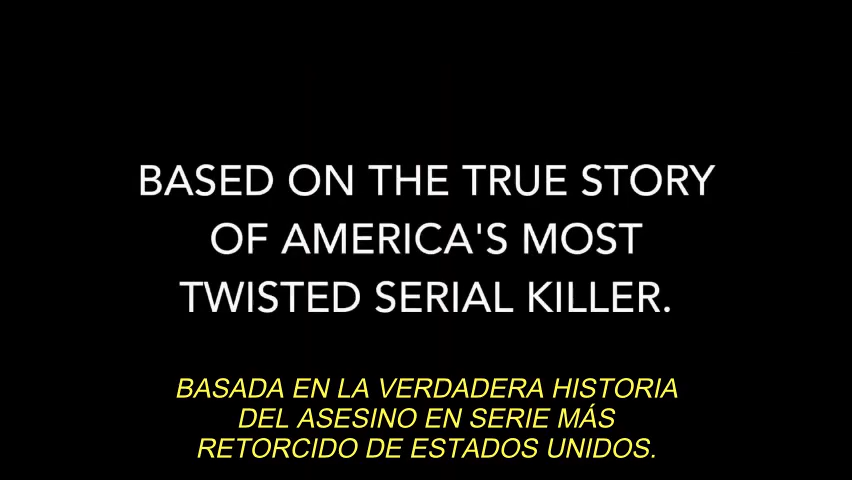 BASED ON THE TRUE STORY
OF AMERICA'S MOST
TWISTED SERIAL KILLER.
BASADA EN LA VERDADERA HISTORIA
DEL ASESINO EN SERIE MÁS
RETORCIDO DE ESTADOS UNIDOS.